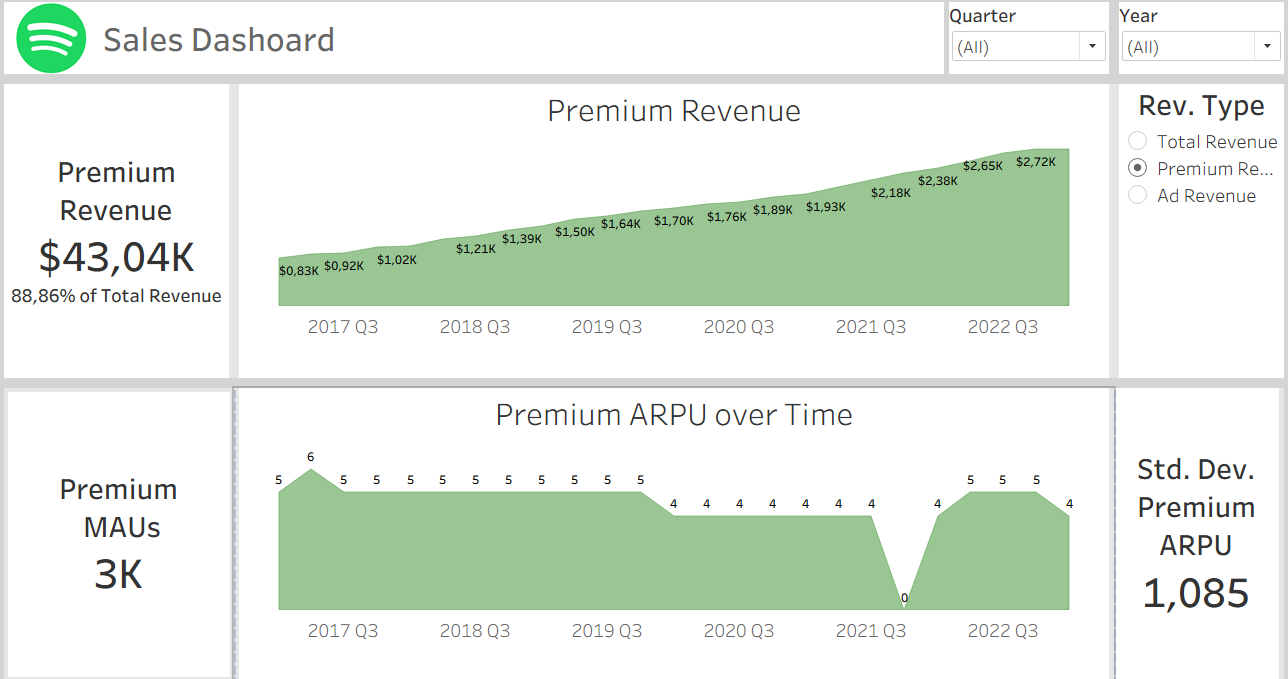 Sales Dashoard
Quarter
(All)
Year
(All)
Premium
Revenue
$43,04K
88,86% of Total Revenue
Premium Revenue
$0,83K $0,92K $1,02K $1,21K $1,39K $1,50K $1,64K $1,70K $1,76K $1,89K $1,93K $2,18K $2,38K $2,65K $2,72K
2017 Q3 2018 Q3 2019 Q3 2020 Q3 2021 Q3 2022 Q3
Rev. Type
Total Revenue
Premium Re...
Ad Revenue
Premium
MAUs
3K
Premium ARPU over Time
5 6 5 5 5 5 5 5 5 5 5 5 4 4 4 4 4 4 4 0 4 5 5 5 4
2017 Q3 2018 Q3 2019 Q3 2020 Q3 2021 Q3 2022 Q3
Std. Dev.
Premium
ARPU
1,085